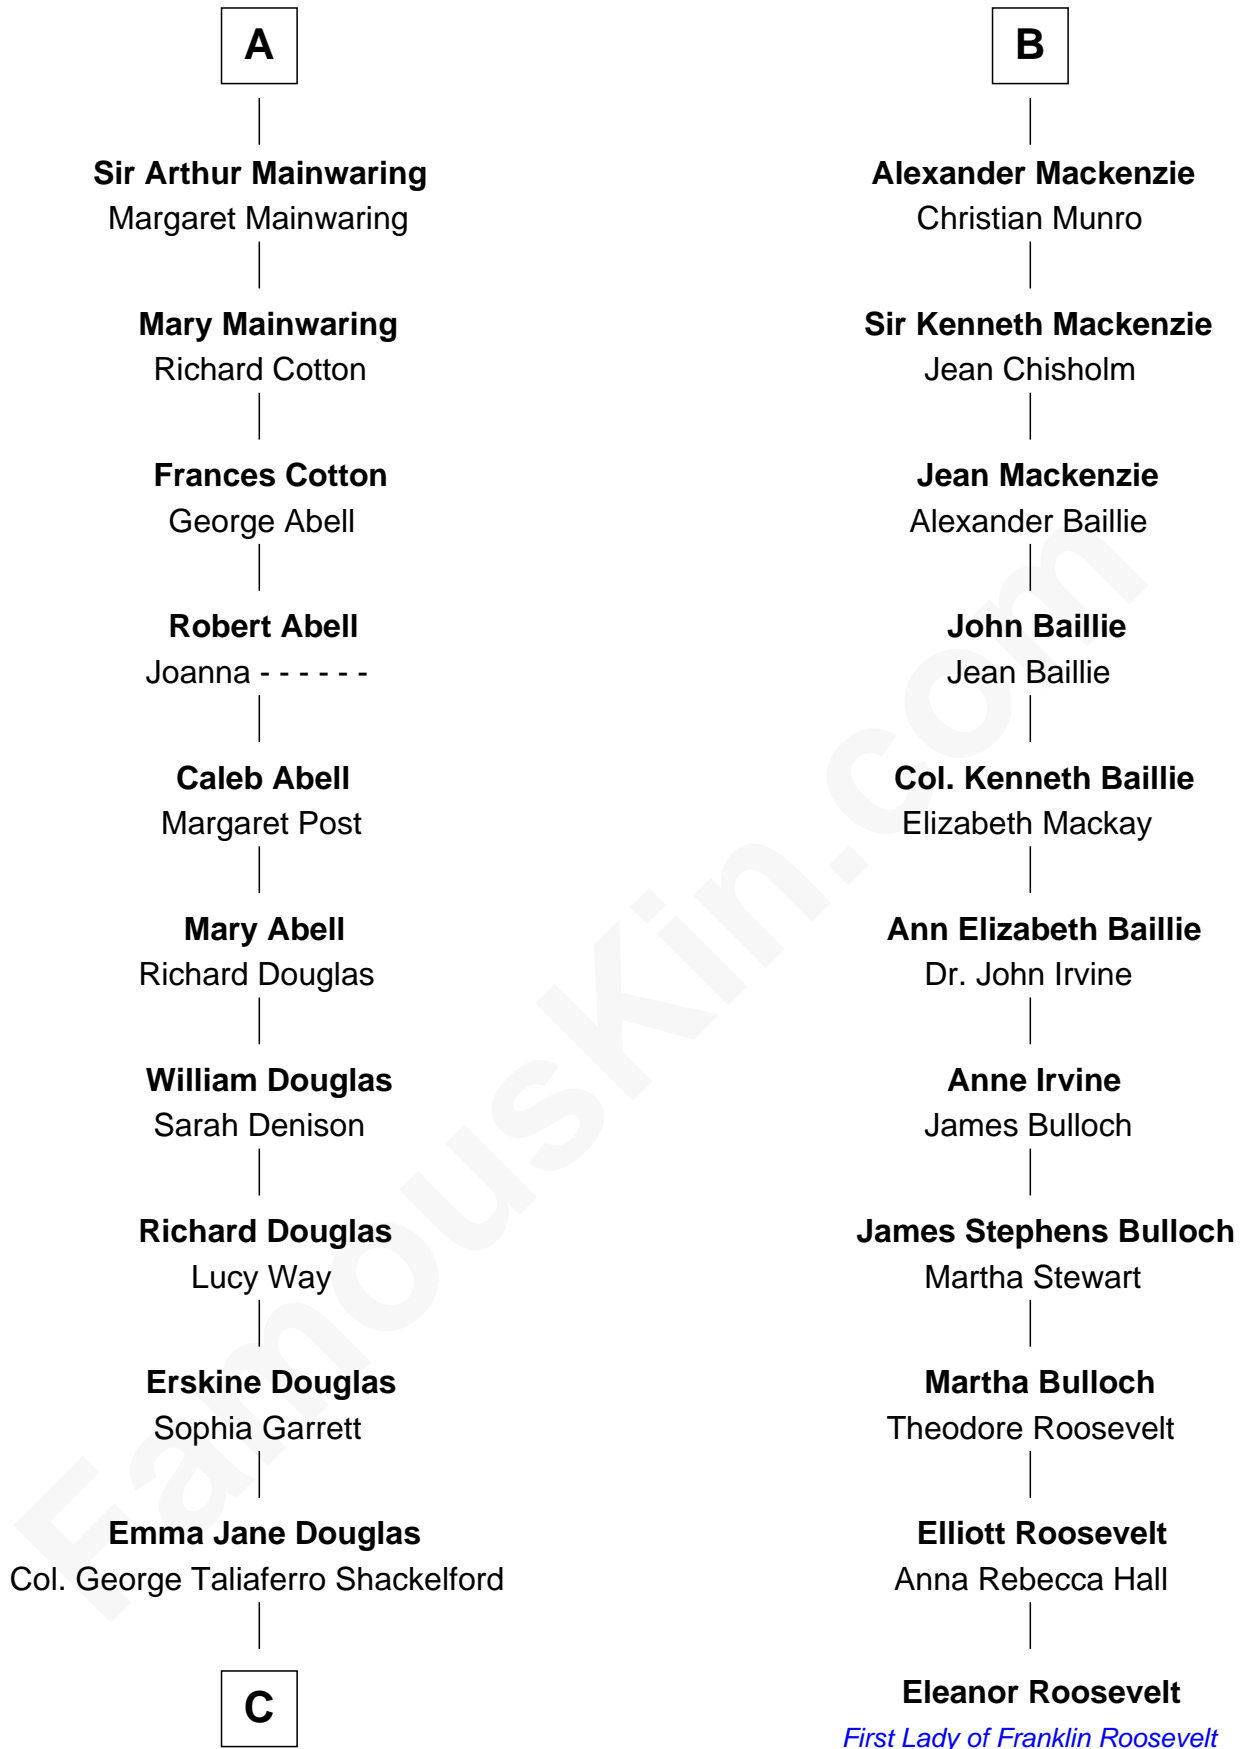 A
Sir Arthur Mainwaring
Margaret Mainwaring
Mary Mainwaring
Richard Cotton
Frances Cotton
George Abell
Robert Abell
Joanna - - - - - -
Caleb Abell
Margaret Post
Mary Abell
Richard Douglas
William Douglas
Sarah Denison
Richard Douglas
Lucy Way
Erskine Douglas
Sophia Garrett
Emma Jane Douglas
Col. George Taliaferro Shackelford
C
B
Alexander Mackenzie
Christian Munro
Sir Kenneth Mackenzie
Jean Chisholm
Jean Mackenzie
Alexander Baillie
John Baillie
Jean Baillie
Col. Kenneth Baillie
Elizabeth Mackay
Ann Elizabeth Baillie
Dr. John Irvine
Anne Irvine
James Bulloch
James Stephens Bulloch
Martha Stewart
Martha Bulloch
Theodore Roosevelt
Elliott Roosevelt
Anna Rebecca Hall
Eleanor Roosevelt
First Lady of Franklin Roosevelt
FamousKin.com